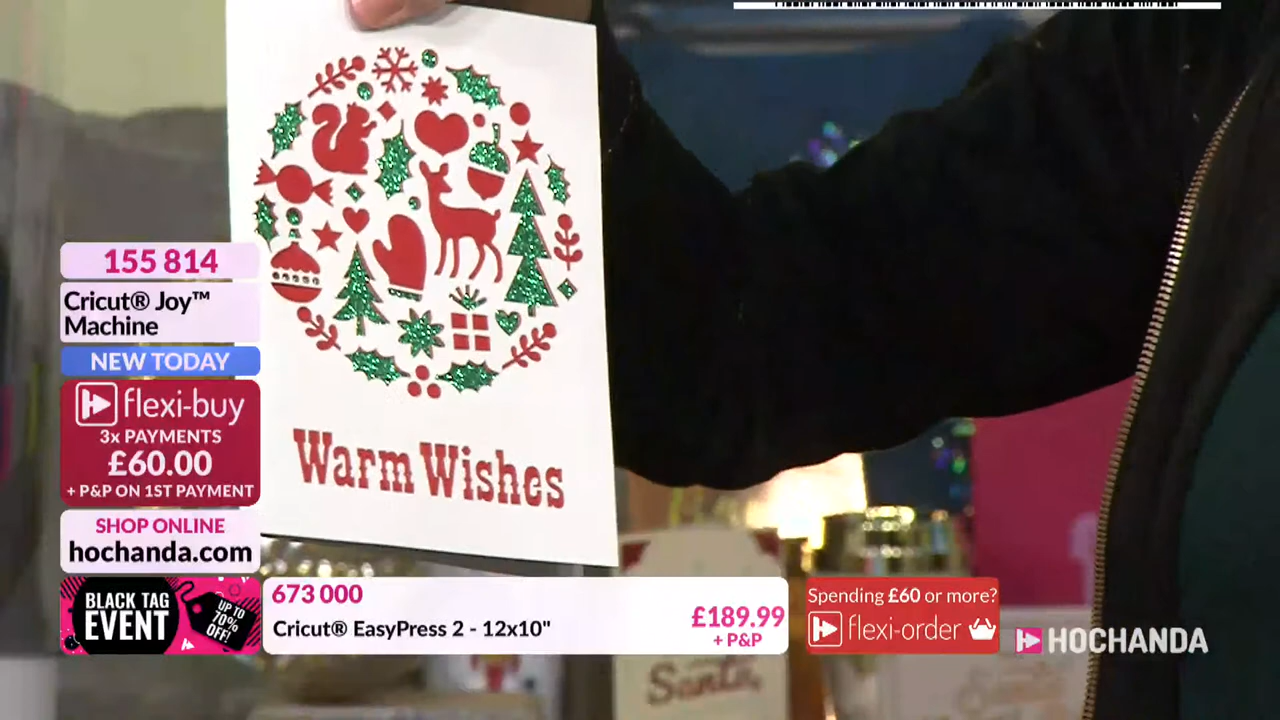 Warm Wishes
155 814
Cricut® Joy™
Machine
NEW TODAY
flexi-buy
3x PAYMENTS
£60.00
+ P&P ON 1ST PAYMENT
SHOP ONLINE
hochanda.com
BLACK TAG
EVENT
UP TO
70%
OFF!
673 000
Cricut® EasyPress 2 - 12x10"
£189.99
+ P&P
Spending £60 or more?
flexi-order
HOCHANDA
Santa,